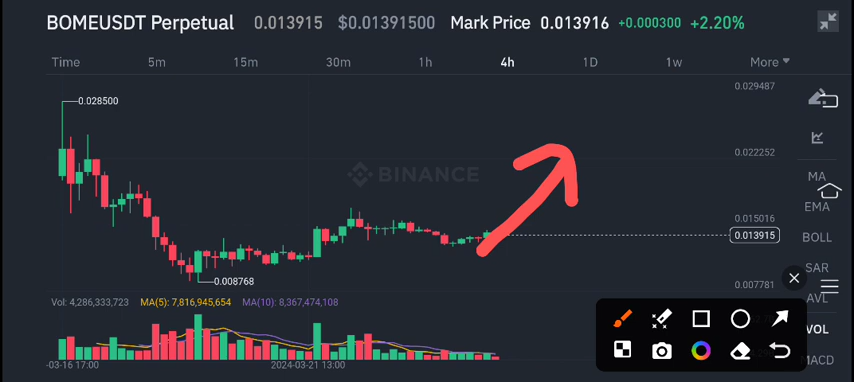 BOMEUSDT Perpetual 0.013915 $0.01391500 Mark Price 0.013916 +0.000300 +2.20%
Time 5m 15m 30m 1h 4h 1D 1w More
0.029487
0.028500
0.022252
BINANCE
MA
EMA
0.015016
0.013915
BOLL
SAR
0.008768
0.007781
AVL
Vol: 4,286,333,723 MA(5): 7,816,945,654 MA(10): 8,367,474,108
VOL
MACD
-03-16 17:00 2024-03-21 13:00